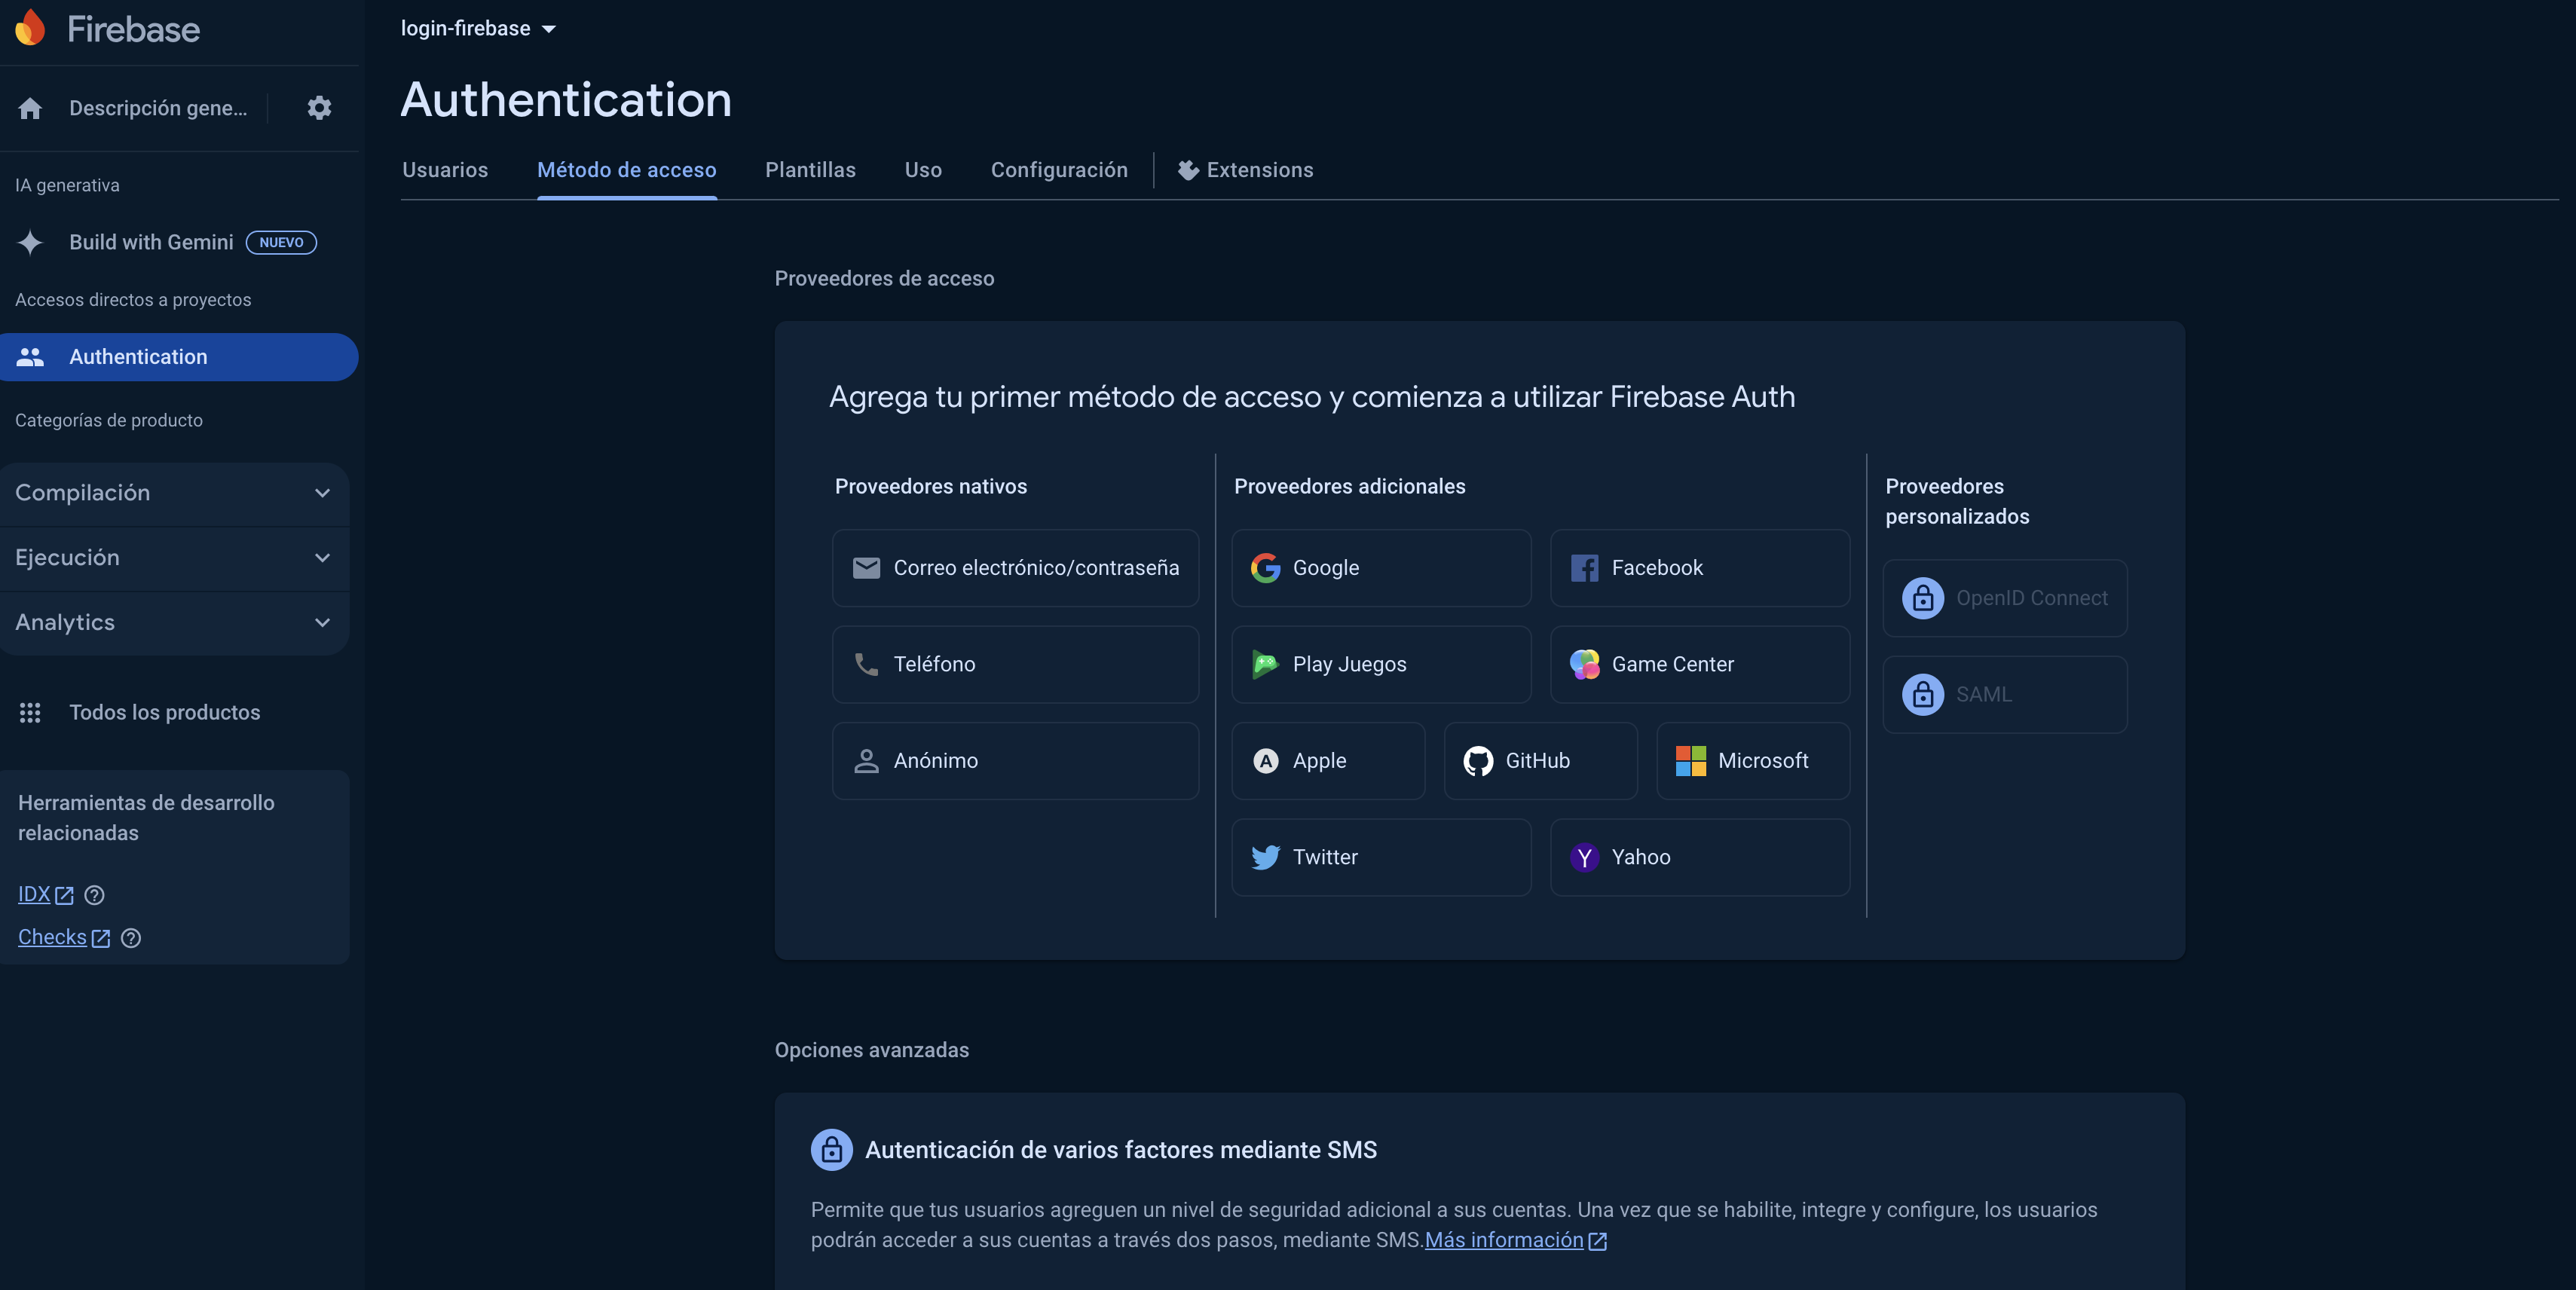 Firebase
Descripción gene...
IA generativa
Build with Gemini NUEVO
Accesos directos a proyectos
Authentication
Categorías de producto
Compilación
Ejecución
Analytics
Todos los productos
Herramientas de desarrollo
relacionadas
IDX
Checks
login-firebase
Authentication
Usuarios Método de acceso Plantillas Uso Configuración Extensions
Proveedores de acceso
Agrega tu primer método de acceso y comienza a utilizar Firebase Auth
Proveedores nativos
Correo electrónico/contraseña
Teléfono
Anónimo
Proveedores adicionales
Google Facebook
Play Juegos Game Center
Apple GitHub Microsoft
Twitter Yahoo
Proveedores
personalizados
OpenID Connect
SAML
Opciones avanzadas
Autenticación de varios factores mediante SMS
Permite que tus usuarios agreguen un nivel de seguridad adicional a sus cuentas. Una vez que se habilite, integre y configure, los usuarios
podrán acceder a sus cuentas a través dos pasos, mediante SMS.Más información